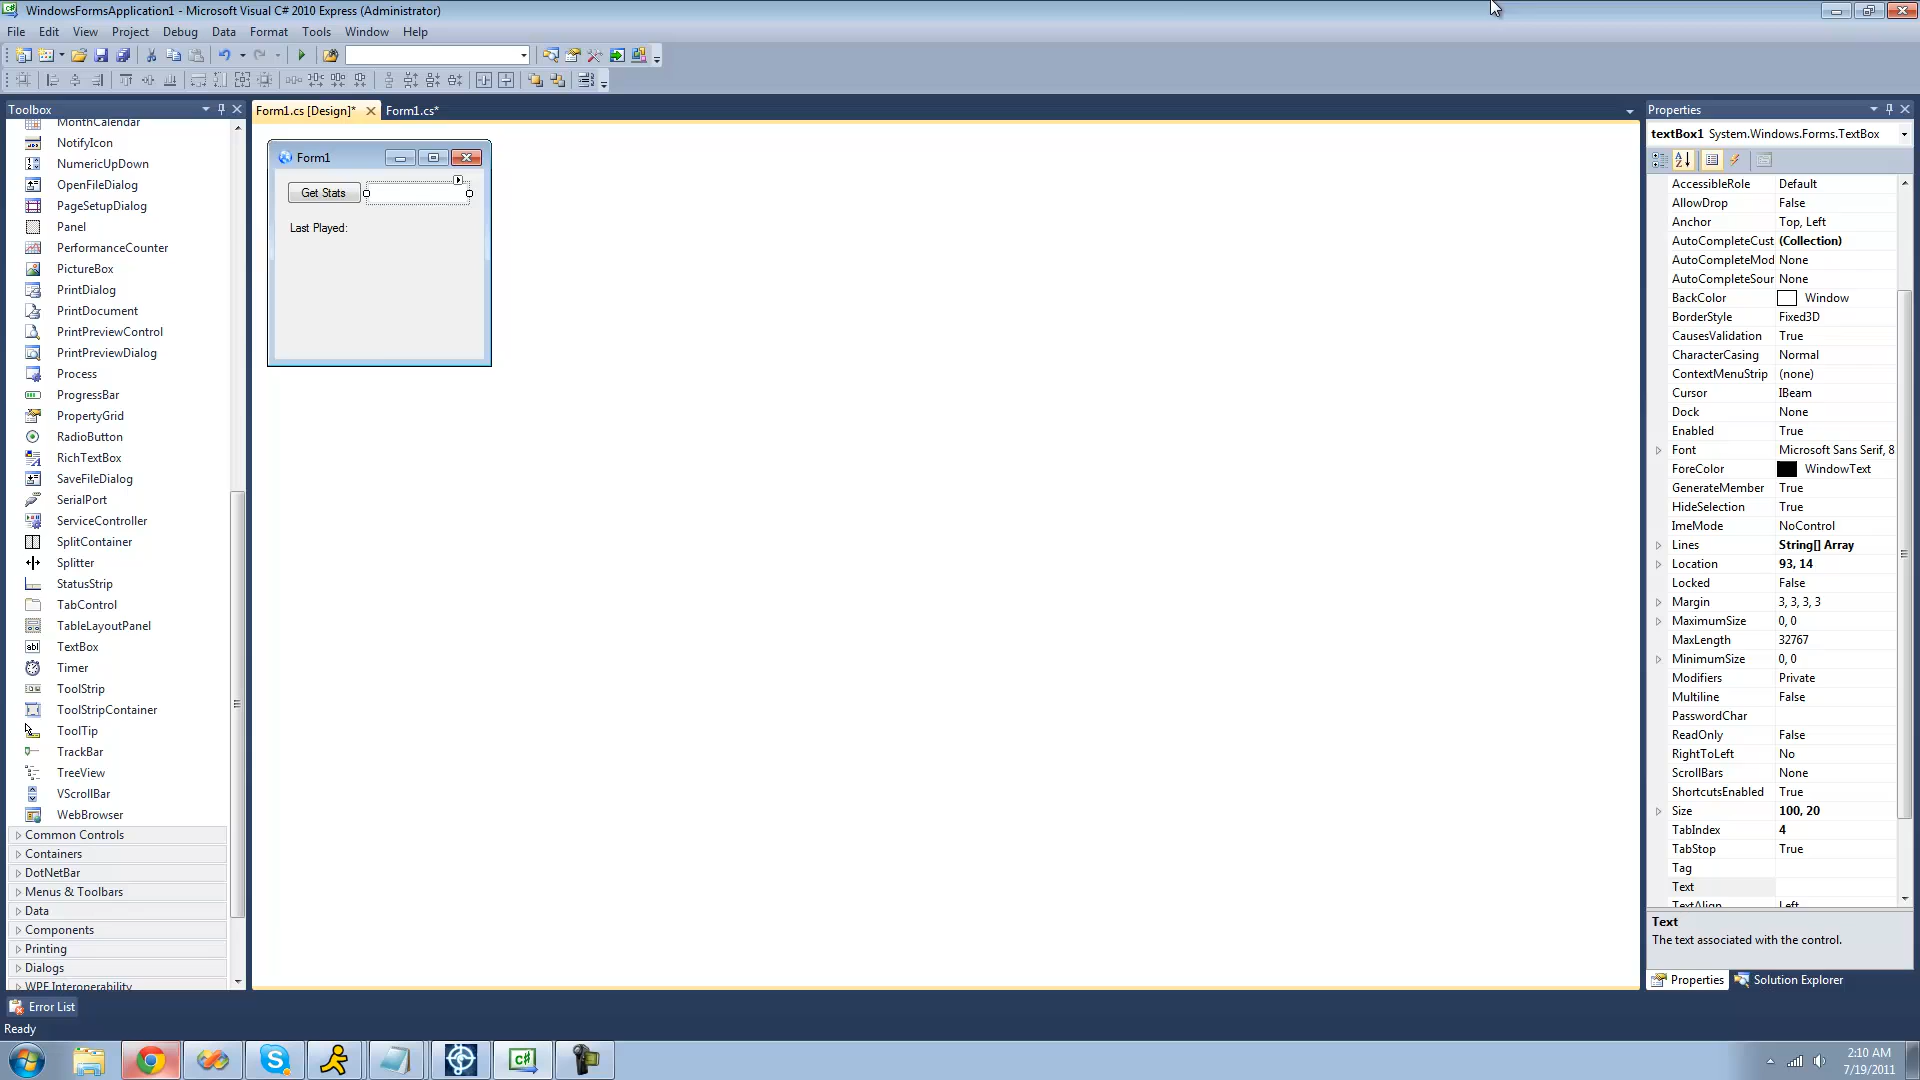 WindowsFormsApplication1 - Microsoft Visual C# 2010 Express (Administrator)
File Edit View Project Debug Data Format Tools Window Help
Toolbox
MonthCalendar
NotifyIcon
NumericUpDown
OpenFileDialog
PageSetupDialog
Panel
PerformanceCounter
PictureBox
PrintDialog
PrintDocument
PrintPreviewControl
PrintPreviewDialog
Process
ProgressBar
PropertyGrid
RadioButton
RichTextBox
SaveFileDialog
SerialPort
ServiceController
SplitContainer
Splitter
StatusStrip
TabControl
TableLayoutPanel
TextBox
Timer
ToolStrip
ToolStripContainer
ToolTip
TrackBar
TreeView
VScrollBar
WebBrowser
Common Controls
Containers
DotNetBar
Menus & Toolbars
Data
Components
Printing
Dialogs
WPF Interoperability
Form1.cs [Design]* Form1.cs*
Form1
Get Stats
Last Played:
Properties
textBox1 System.Windows.Forms.TextBox
AccessibleRole Default
AllowDrop False
Anchor Top, Left
AutoCompleteCust (Collection)
AutoCompleteMod None
AutoCompleteSour None
BackColor Window
BorderStyle Fixed3D
CausesValidation True
CharacterCasing Normal
ContextMenuStrip (none)
Cursor IBeam
Dock None
Enabled True
Font Microsoft Sans Serif, 8
ForeColor WindowText
GenerateMember True
HideSelection True
ImeMode NoControl
Lines String[] Array
Location 93, 14
Locked False
Margin 3, 3, 3, 3
MaximumSize 0, 0
MaxLength 32767
MinimumSize 0, 0
Modifiers Private
Multiline False
PasswordChar
ReadOnly False
RightToLeft No
ScrollBars None
ShortcutsEnabled True
Size 100, 20
TabIndex 4
TabStop True
Tag
Text
TextAlign Left
Text
The text associated with the control.
Properties Solution Explorer
Error List
Ready
2:10 AM
7/19/2011